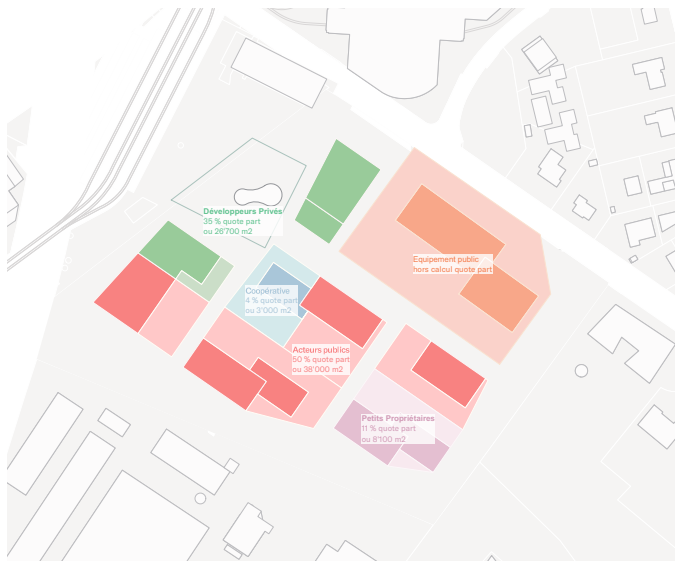 Développeurs Privés
35 % quote part
ou 26'700 m2
Equipement public
hors calcul quote part
Coopérative
4 % quote part
ou 3'000 m2
Acteurs publics
50 % quote part
ou 38'000 m2
Petits Propriétaires
11 % quote part
ou 8'100 m2